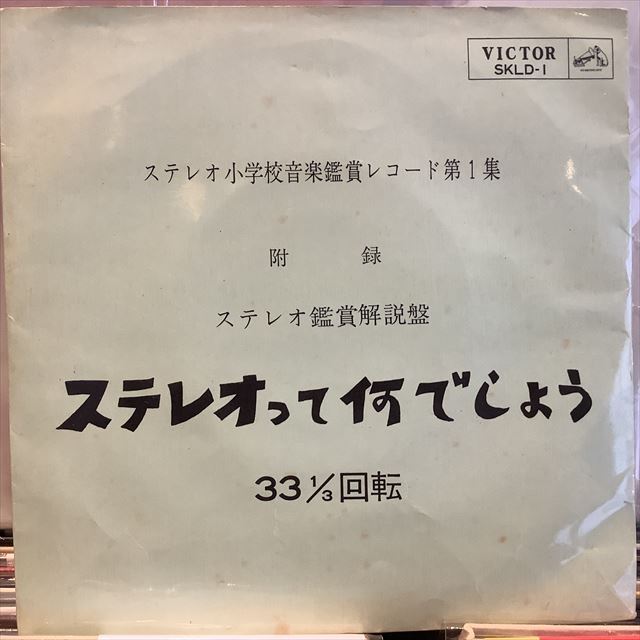 VICTOR
SKLD-1
ステレオ小学校音楽鑑賞レコード第1集
附 録
ステレオ鑑賞解説盤
ステレオって何でしょう
33 1/3回転